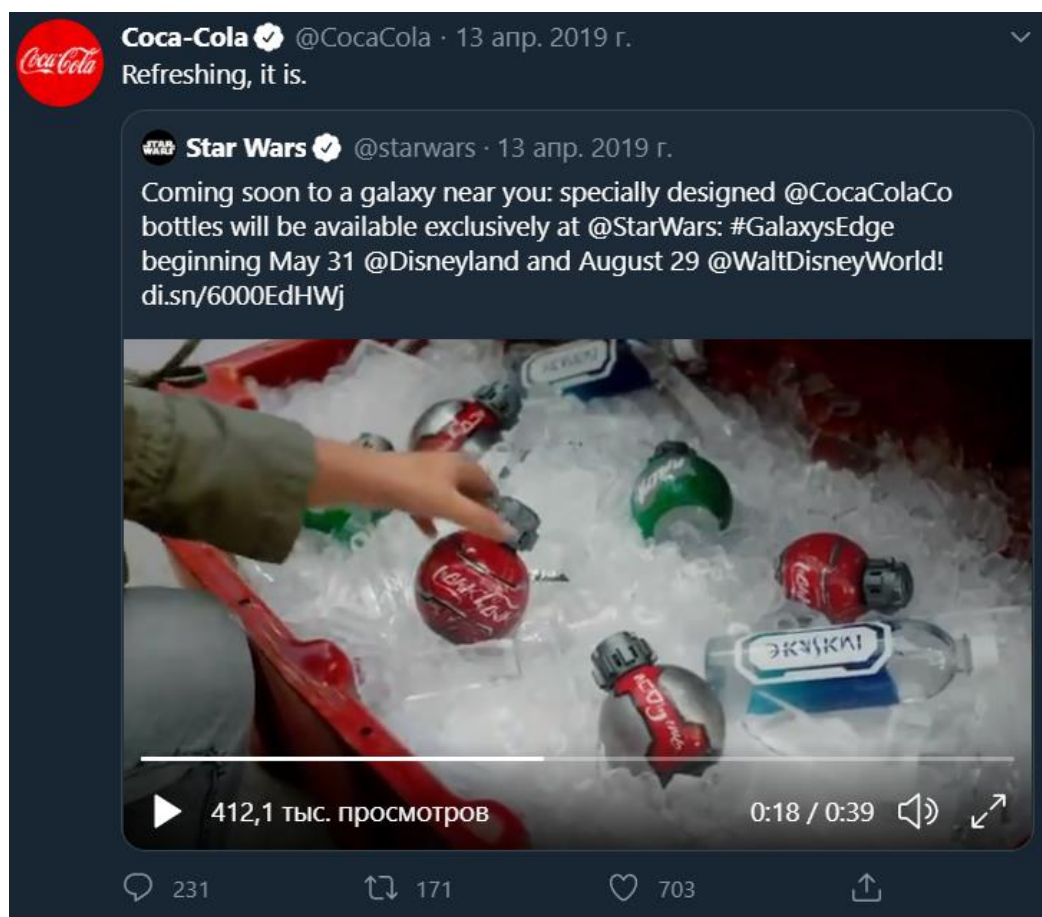 Coca-Cola @CocaCola · 13 апр. 2019 г.
Refreshing, it is.
STAR WARS Star Wars @starwars · 13 апр. 2019 г.
Coming soon to a galaxy near you: specially designed @CocaColaCo
bottles will be available exclusively at @StarWars: #GalaxysEdge
beginning May 31 @Disneyland and August 29 @WaltDisneyWorld!
di.sn/6000EdHWj
412,1 тыс. просмотров 0:18 / 0:39
231 171 703